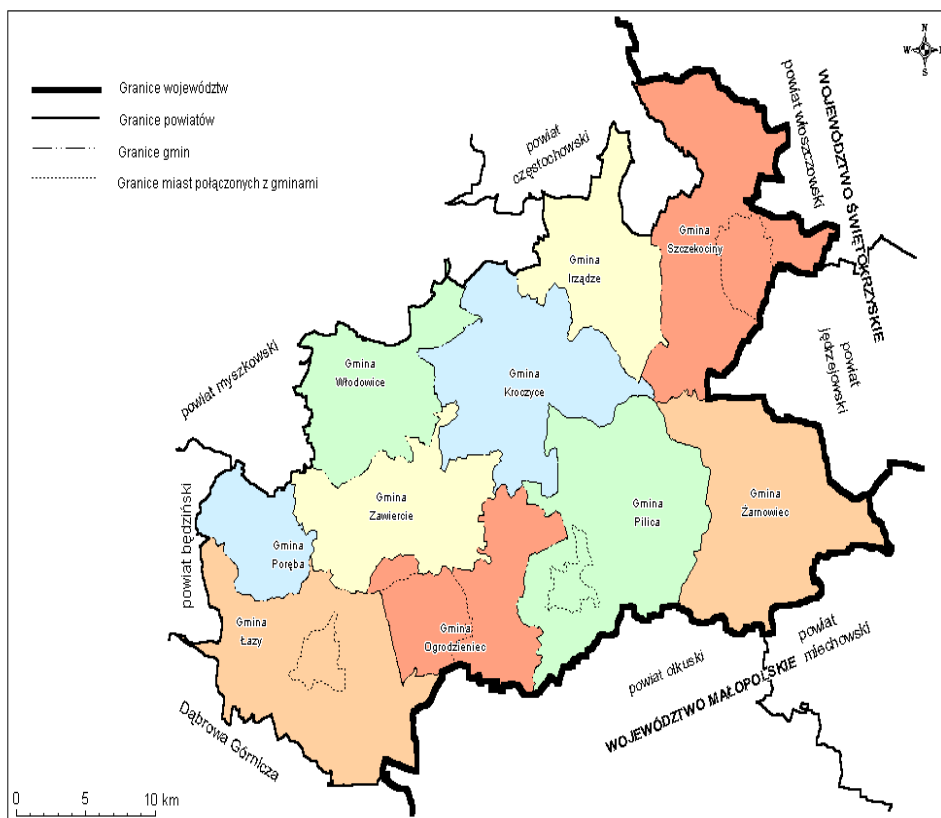 N
W
E
S
Granice województw
Granice powiatów
Granice gmin
Granice miast połączonych z gminami
powiat
częstochowski
powiat włoszczowski
WOJEWÓDZTWO ŚWIĘTOKRZYSKIE
Gmina
Szczekociny
Gmina
Irządze
powiat
jędrzejowski
powiat myszkowski
Gmina
Włodowice
Gmina
Kroczyce
Gmina
Zawiercie
Gmina
Pilica
Gmina
Żarnowiec
powiat będziński
Gmina
Poręba
Gmina
Łazy
Gmina
Ogrodzieniec
powiat olkuski
powiat
miechowski
WOJEWÓDZTWO MAŁOPOLSKIE
Dąbrowa Górnicza
0 5 10 km